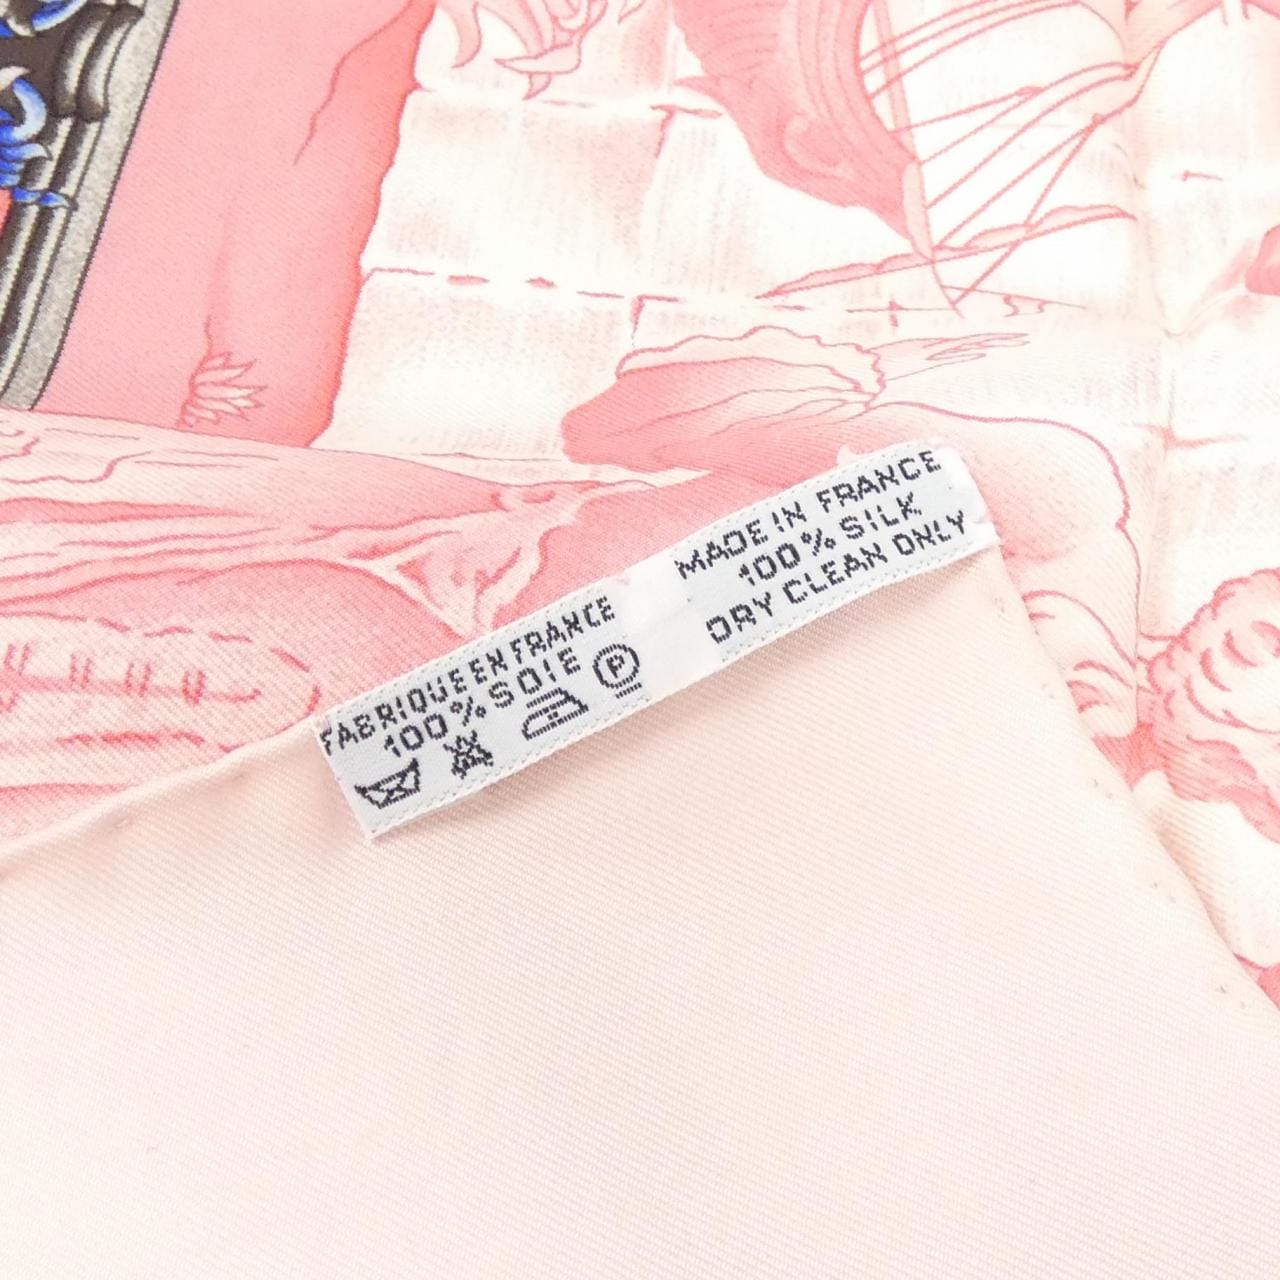 FABRIQUE EN FRANCE
100% SOIE
P
MADE IN FRANCE
100% SILK
DRY CLEAN ONLY